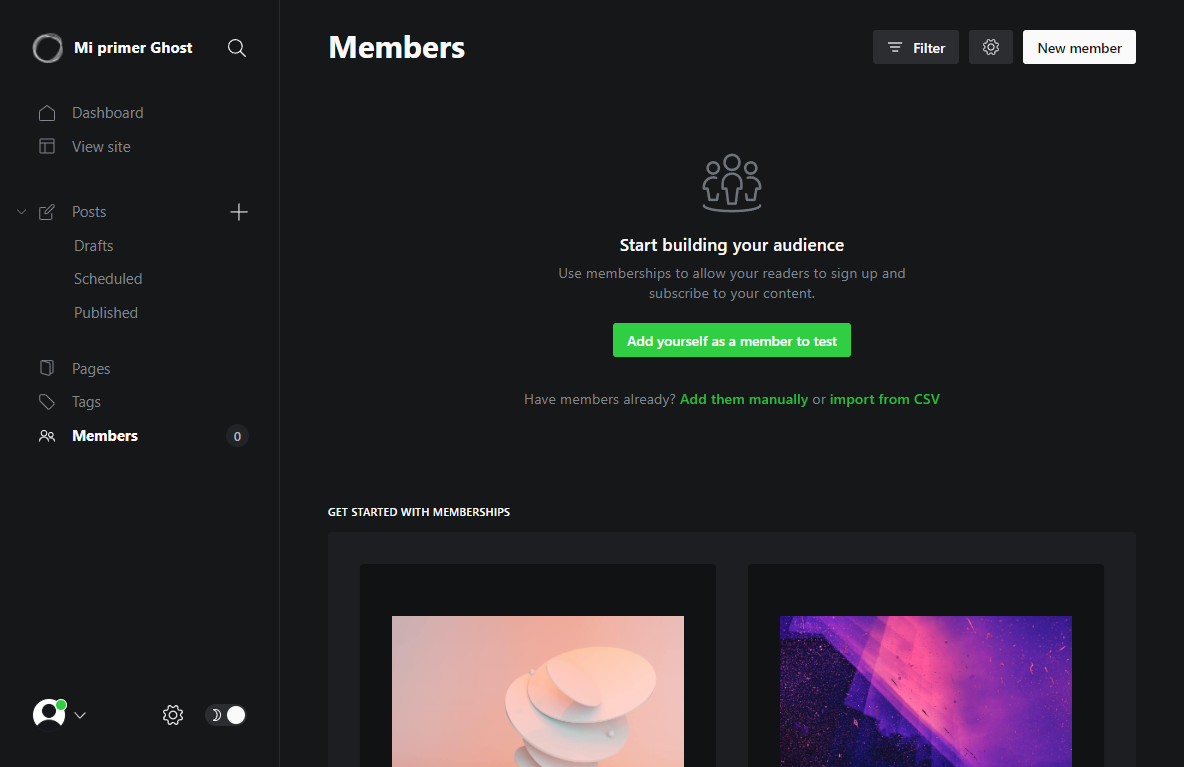 Mi primer Ghost
Dashboard
View site
Posts
Drafts
Scheduled
Published
Pages
Tags
Members
0
Members
Filter
New member
Start building your audience
Use memberships to allow your readers to sign up and
subscribe to your content.
Add yourself as a member to test
Have members already? Add them manually or import from CSV
GET STARTED WITH MEMBERSHIPS